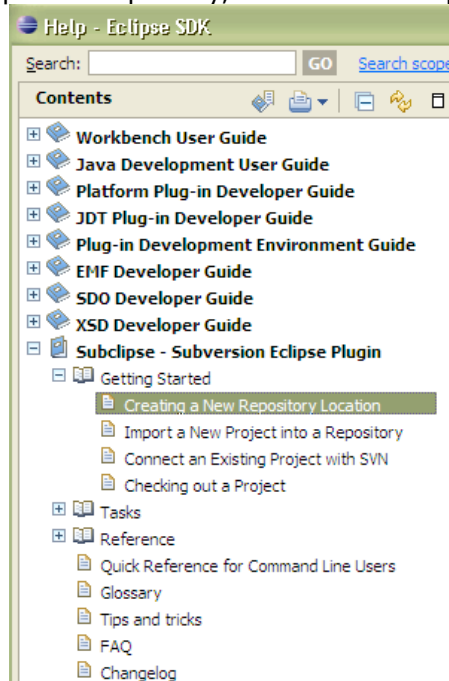 Help - Eclipse SDK
Search: GO Search scope
Contents
Workbench User Guide
Java Development User Guide
Platform Plug-in Developer Guide
JDT Plug-in Developer Guide
Plug-in Development Environment Guide
EMF Developer Guide
SDO Developer Guide
XSD Developer Guide
Subclipse - Subversion Eclipse Plugin
Getting Started
Creating a New Repository Location
Import a New Project into a Repository
Connect an Existing Project with SVN
Checking out a Project
Tasks
Reference
Quick Reference for Command Line Users
Glossary
Tips and tricks
FAQ
Changelog